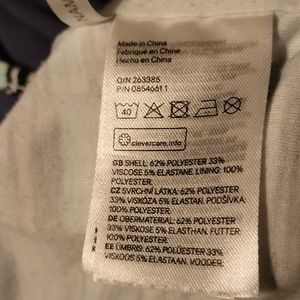 NAM
Made in China
Fabriqué en Chine
Hecho en China
O/N 263385
P/N 08546611
40
clevercare.info
GB SHELL: 62% POLYESTER 33%
VISCOSE 5% ELASTANE. LINING: 100%
POLYESTER.
CZ SVRCHNÍ LÁTKA: 62% POLYESTER
33% VISKÓZA 5% ELASTAN. PODŠÍVKA:
100% POLYESTER.
DE OBERMATERIAL: 62% POLYESTER
33% VISKOSE 5% ELASTHAN. FUTTER:
100% POLYESTER.
EE ÜMBRIS: 62% POLÜESTER 33%
VISKOOS 5% ELASTAAN. VOODER: